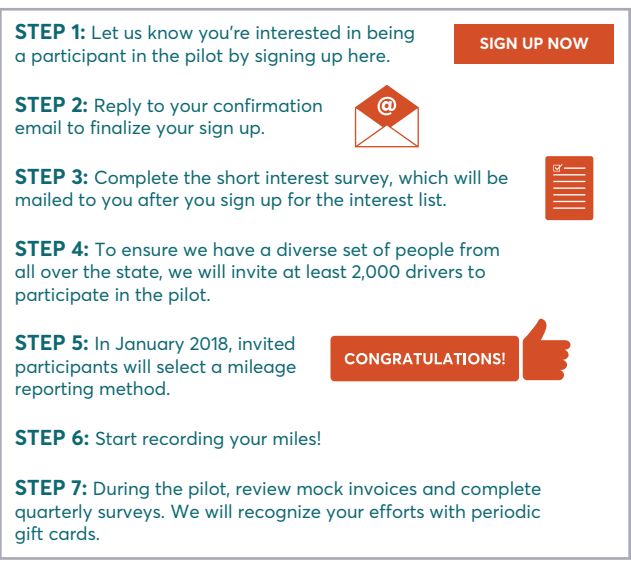 STEP 1: Let us know you're interested in being
a participant in the pilot by signing up here.
SIGN UP NOW
STEP 2: Reply to your confirmation
email to finalize your sign up.
@
STEP 3: Complete the short interest survey, which will be
mailed to you after you sign up for the interest list.
STEP 4: To ensure we have a diverse set of people from
all over the state, we will invite at least 2,000 drivers to
participate in the pilot.
STEP 5: In January 2018, invited
participants will select a mileage
reporting method.
CONGRATULATIONS!
STEP 6: Start recording your miles!
STEP 7: During the pilot, review mock invoices and complete
quarterly surveys. We will recognize your efforts with periodic
gift cards.